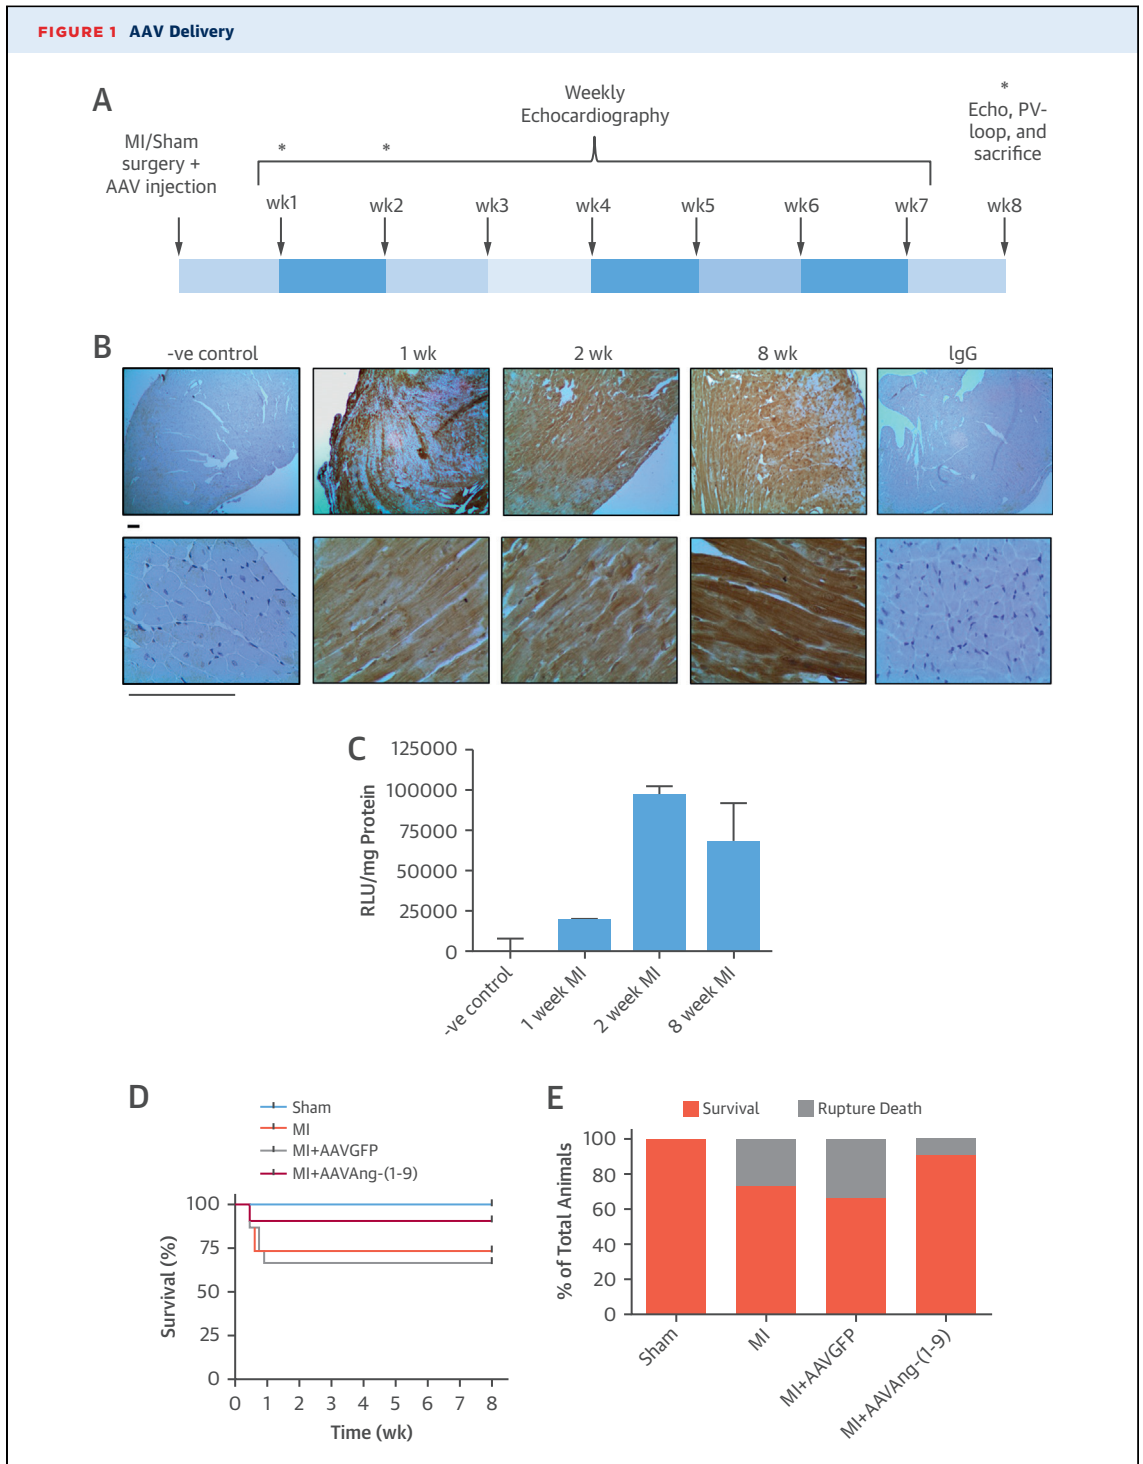 FIGURE 1 AAV Delivery
A
MI/Sham
surgery +
AAV injection
Weekly
Echocardiography
*
Echo, PV-
loop, and
sacrifice
* *
wk1 wk2 wk3 wk4 wk5 wk6 wk7 wk8
B
-ve control 1 wk 2 wk 8 wk IgG
C
RLU/mg Protein
125000
100000
75000
50000
25000
0
-ve control 1 week MI 2 week MI 8 week MI
D
Sham
MI
MI+AAVGFP
MI+AAVAng-(1-9)
Survival (%)
100
75
50
25
0
0 1 2 3 4 5 6 7 8
Time (wk)
E
Survival Rupture Death
% of Total Animals
100
80
60
40
20
0
Sham MI MI+AAVGFP MI+AAVAng-(1-9)